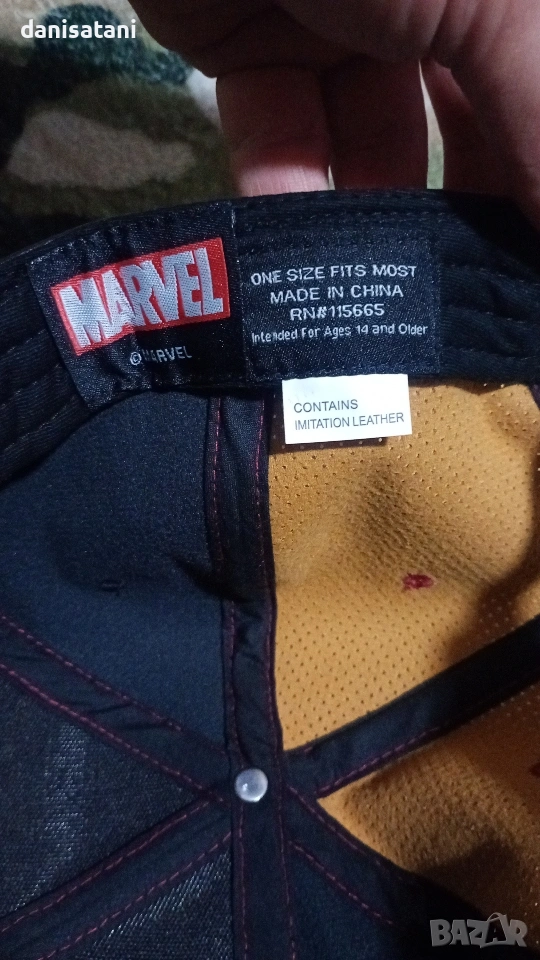 danisatani
MARVEL
© MARVEL
ONE SIZE FITS MOST
MADE IN CHINA
RN#115665
Intended For Ages 14 and Older
CONTAINS
IMITATION LEATHER
BAZAR